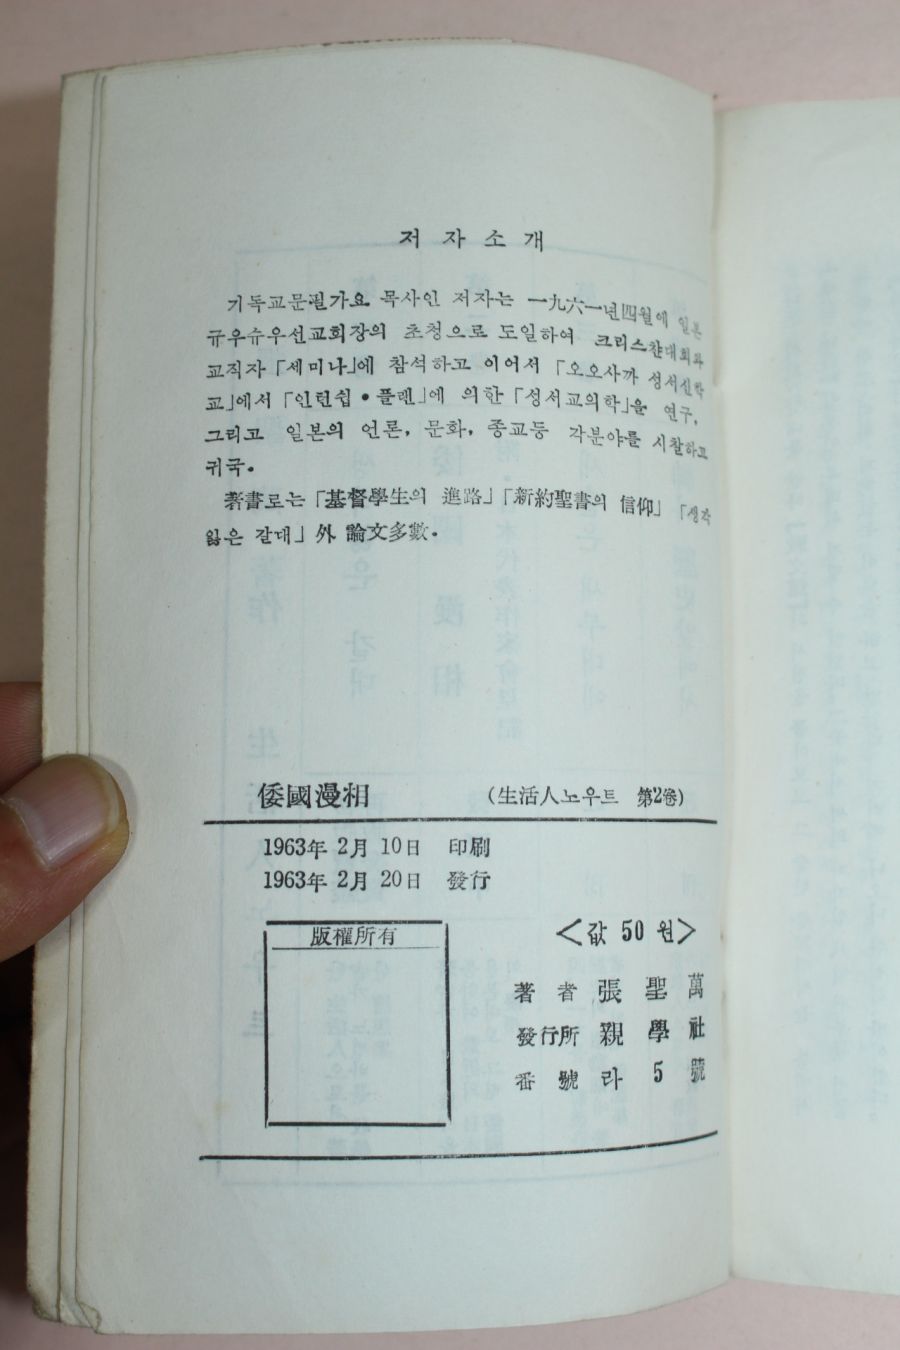 저자소개
기독교문필가요 목사인 저자는 一九六一년四월에 일본
규우슈우선교회장의 초청으로 도일하여 크리스챤대회와
교직자 「세미나」에 참석하고 이어서 「오오사까 성서신학
교」에서 「인런쉽•플랜」에 의한 「성서교의학」을 연구,
그리고 일본의 언론, 문화, 종교등 각분야를 시찰하고
귀국.
著書로는 「基督學生의 進路」 「新約聖書의 信仰」 「생각
잃은 갈대」 外 論文多數.
倭國漫相 (生活人노우트 第2卷)
1963年 2月 10日 印刷
1963年 2月 20日 發行
版權所有
<값 50 원>
著者 張聖萬
發行所 親學社
番號 라 5 號